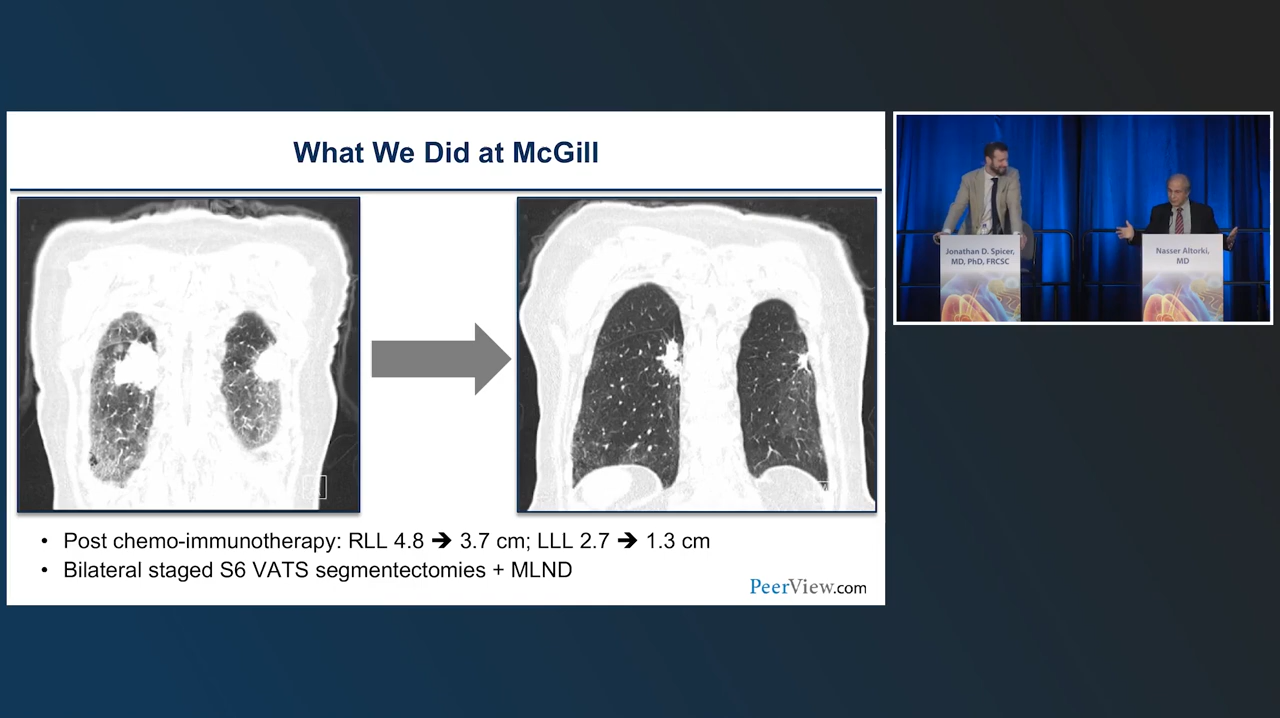 What We Did at McGill
• Post chemo-immunotherapy: RLL 4.8 ➔ 3.7 cm; LLL 2.7 ➔ 1.3 cm
• Bilateral staged S6 VATS segmentectomies + MLND
PeerView.com
Jonathan D. Spicer,
MD, PhD, FRCSC
Nasser Altorki,
MD